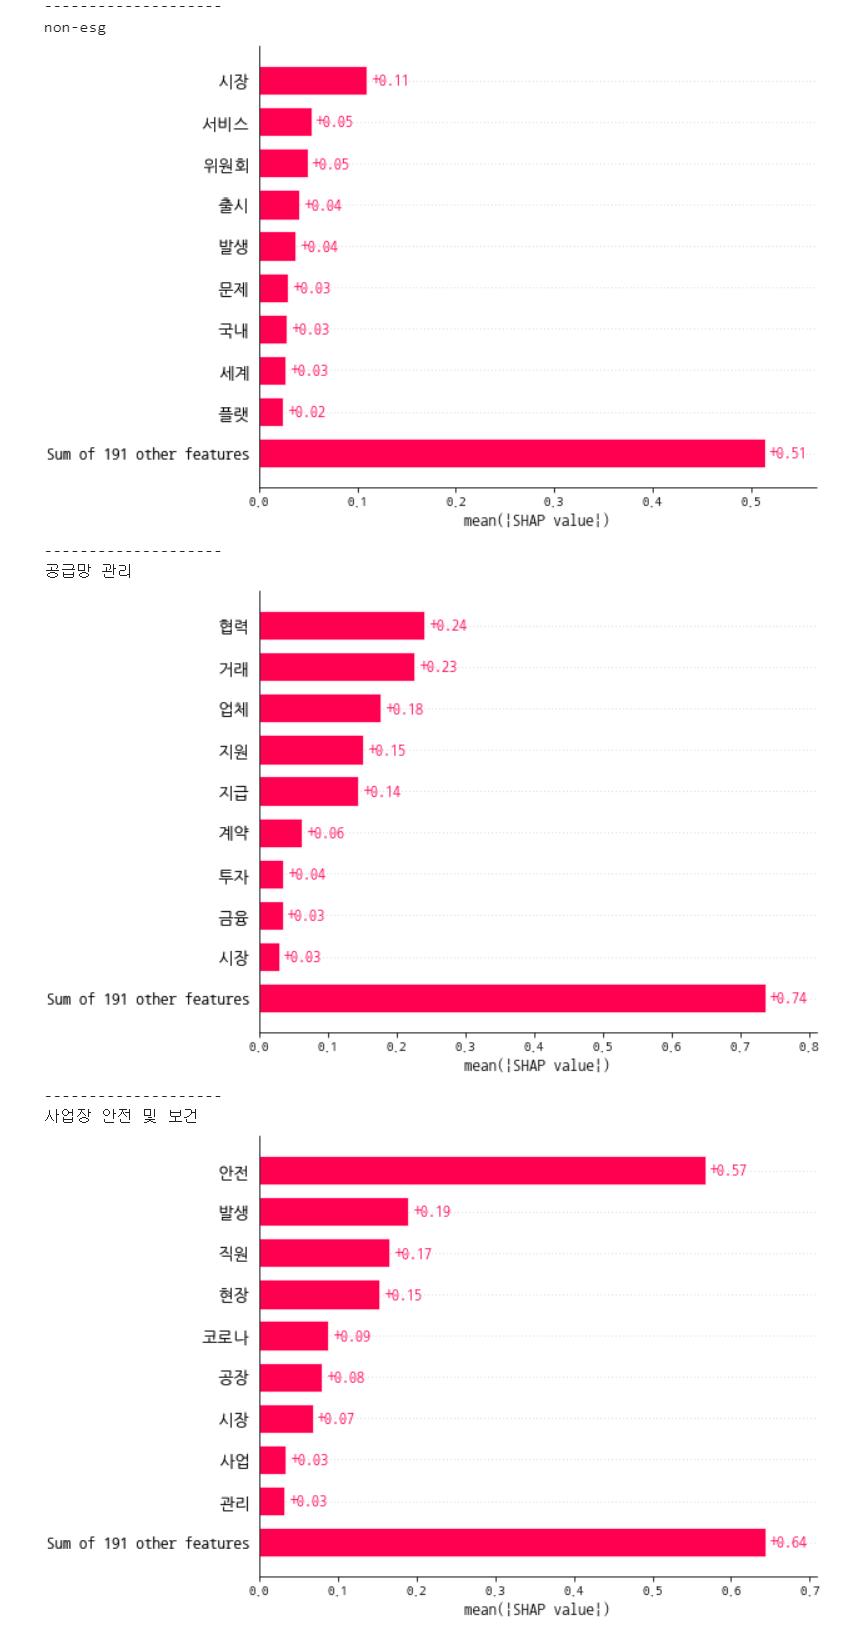 --------------------
non-esg
시장 +0.11
서비스 +0.05
위원회 +0.05
출시 +0.04
발생 +0.04
문제 +0.03
국내 +0.03
세계 +0.03
플랫 +0.02
Sum of 191 other features +0.51
0.0 0.1 0.2 0.3 0.4 0.5
mean(|SHAP value|)
--------------------
공급망 관리
협력 +0.24
거래 +0.23
업체 +0.18
지원 +0.15
지급 +0.14
계약 +0.06
투자 +0.04
금융 +0.03
시장 +0.03
Sum of 191 other features +0.74
0.0 0.1 0.2 0.3 0.4 0.5 0.6 0.7 0.8
mean(|SHAP value|)
--------------------
사업장 안전 및 보건
안전 +0.57
발생 +0.19
직원 +0.17
현장 +0.15
코로나 +0.09
공장 +0.08
시장 +0.07
사업 +0.03
관리 +0.03
Sum of 191 other features +0.64
0.0 0.1 0.2 0.3 0.4 0.5 0.6 0.7
mean(|SHAP value|)